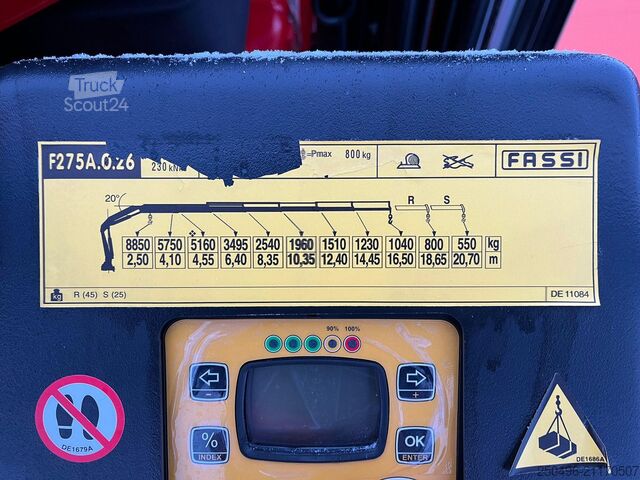 Truck
Scout24
F275A.0.26
230 kN
=Pmax 800 kg
FASSI
20°
R S
8850 5750 5160 3495 2540 1960 1510 1230 1040 800 550 kg
2,50 4,10 4,55 6,40 8,35 10,35 12,40 14,45 16,50 18,65 20,70 m
kg R (45) S (25)
DE 11084
90% 100%
- +
%
INDEX
OK
ENTER
DE1679A
DE1686A